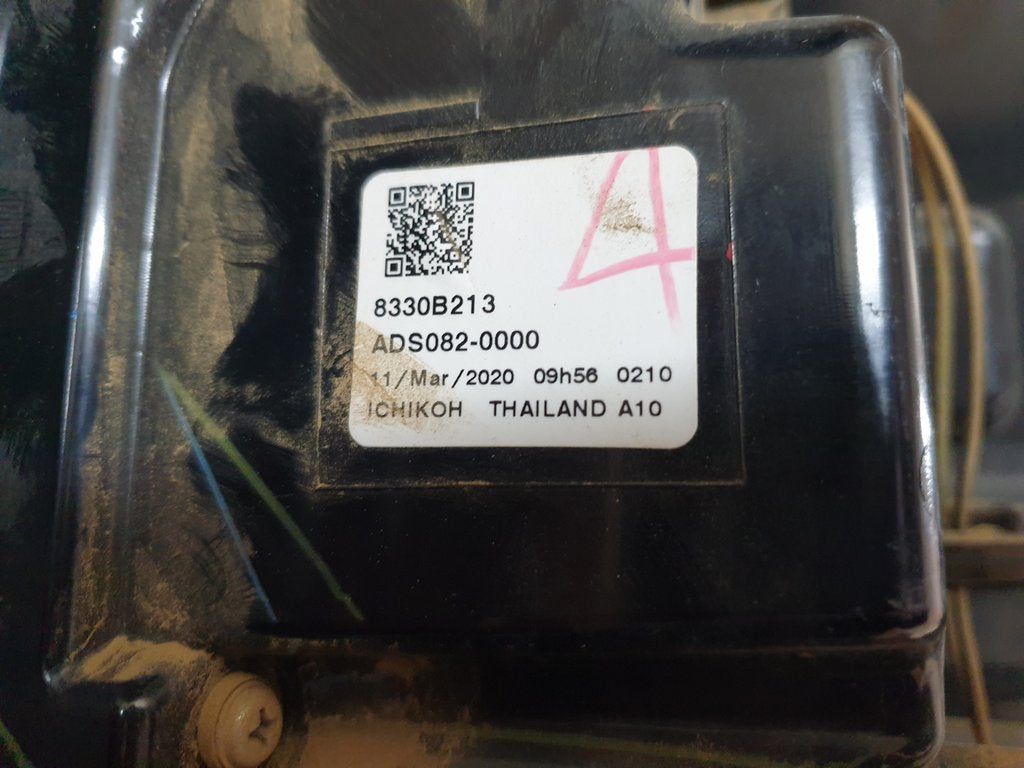 4
8330B213
ADS082-0000
11/Mar/2020 09h56 0210
ICHIKOH THAILAND A10